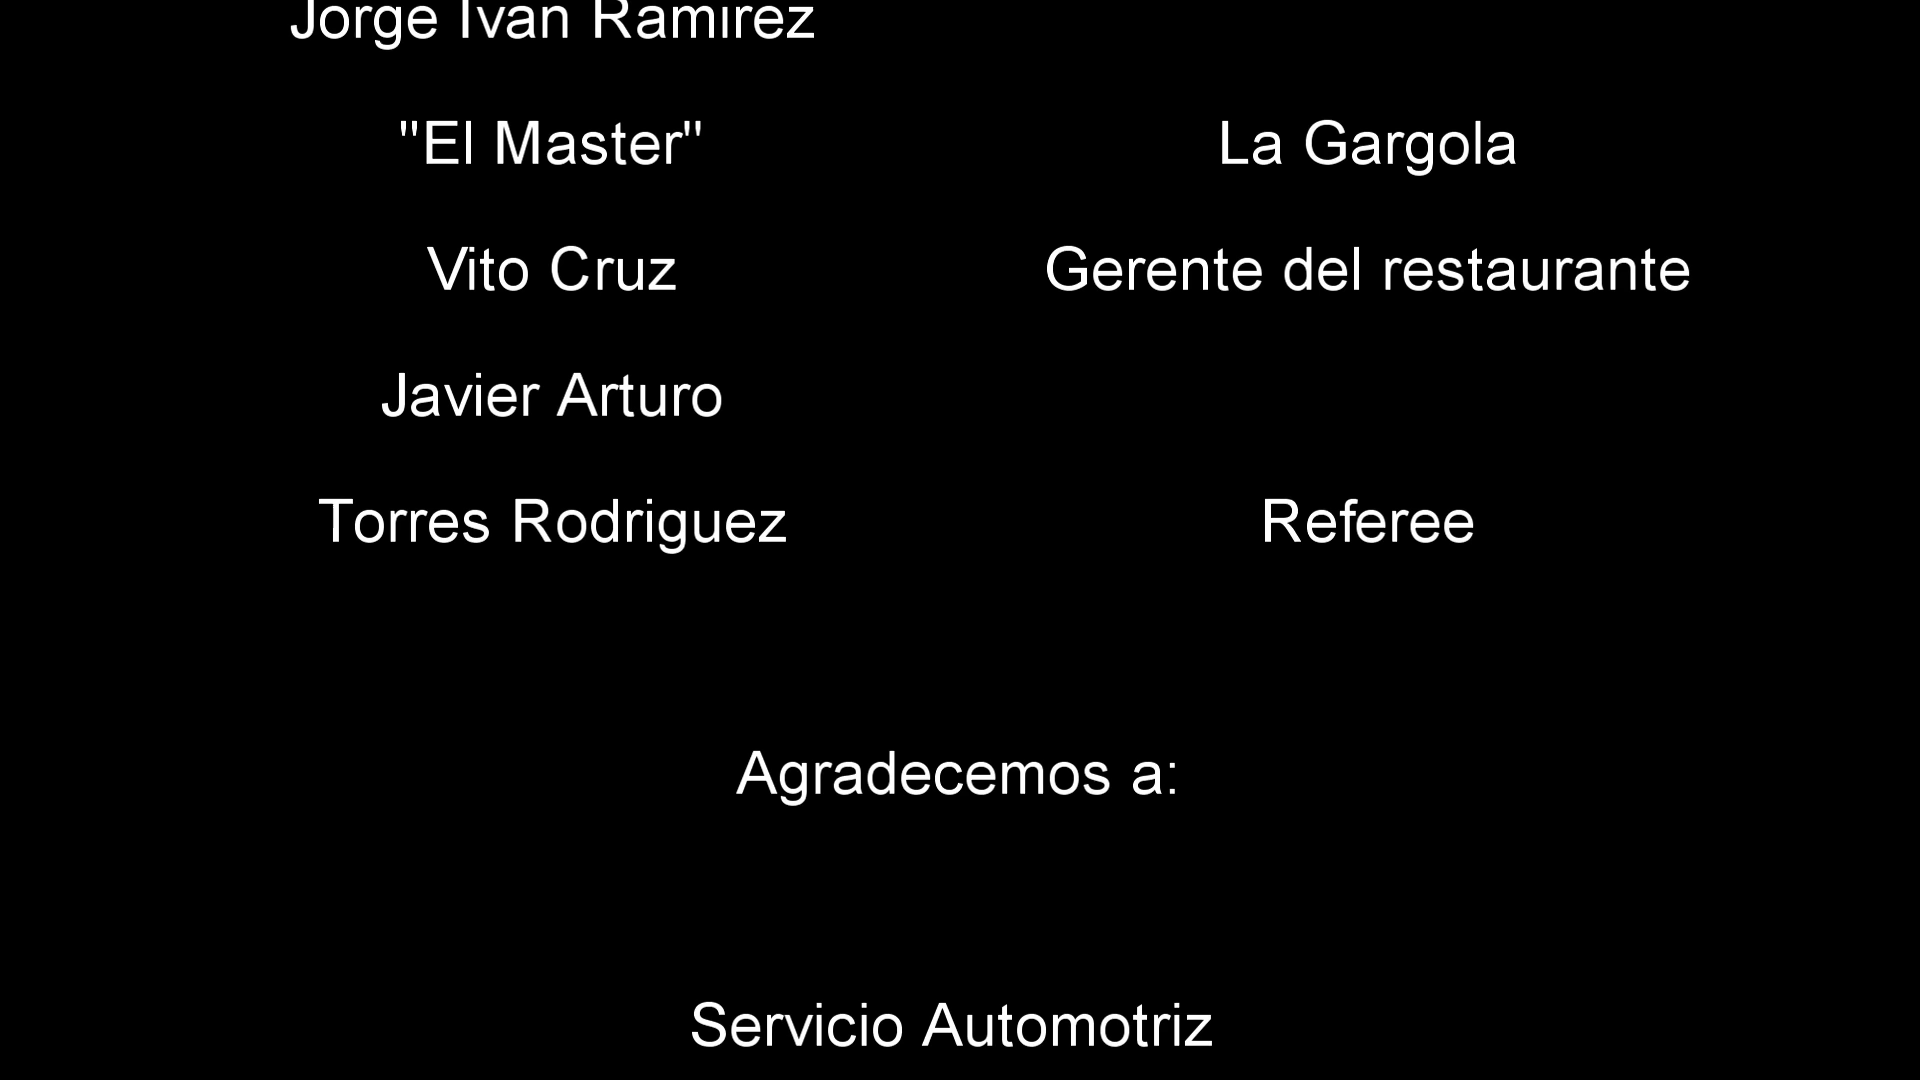 Jorge Ivan Ramirez
"El Master" La Gargola
Vito Cruz Gerente del restaurante
Javier Arturo
Torres Rodriguez Referee
Agradecemos a:
Servicio Automotriz